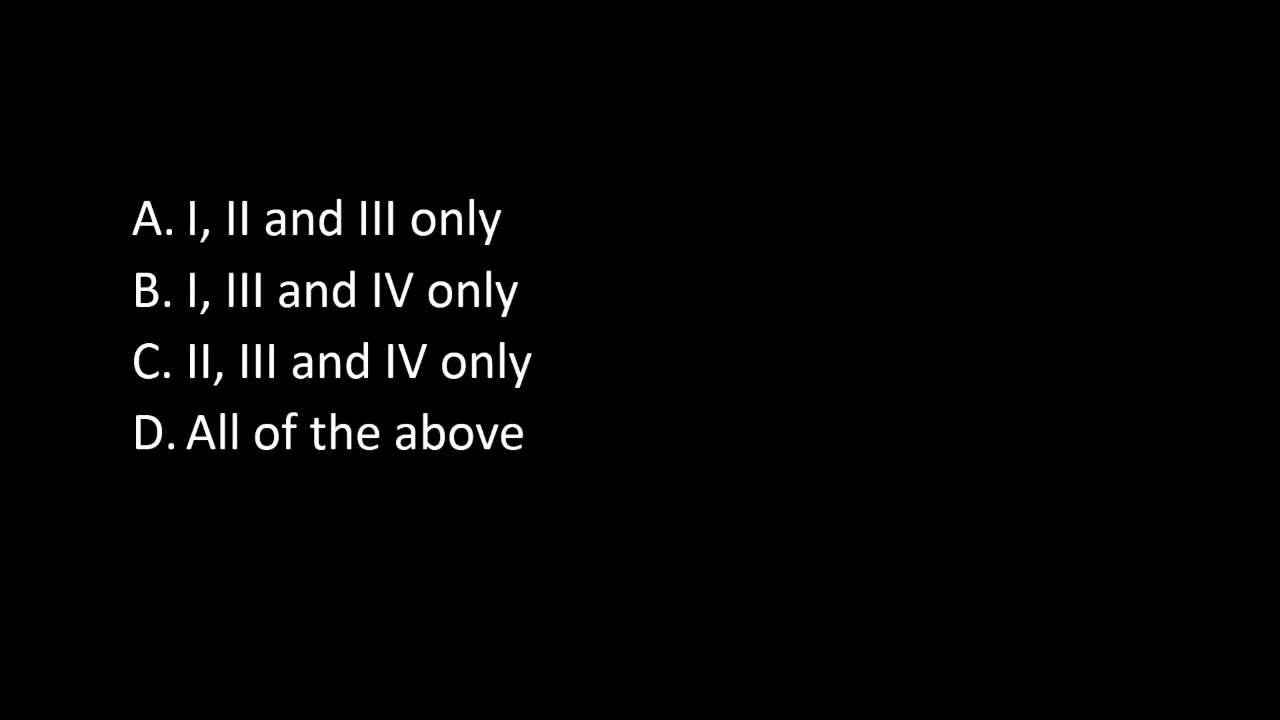 A. I, II and III only
B. I, III and IV only
C. II, III and IV only
D. All of the above